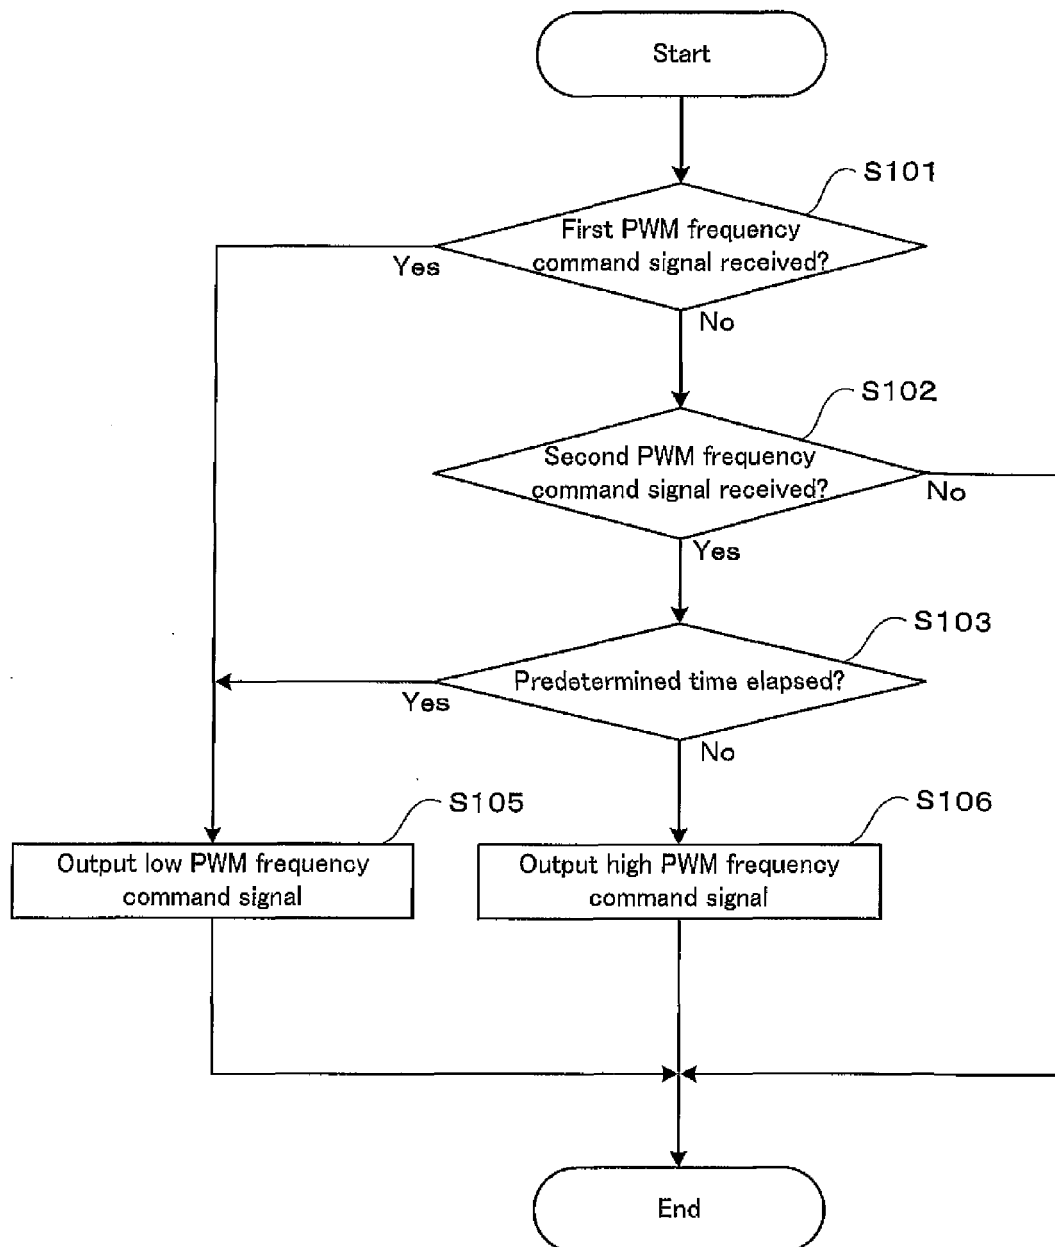 Start
S101
First PWM frequency
command signal received?
Yes
No
S102
Second PWM frequency
command signal received?
No
Yes
S103
Predetermined time elapsed?
Yes
No
S105
Output low PWM frequency
command signal
S106
Output high PWM frequency
command signal
End